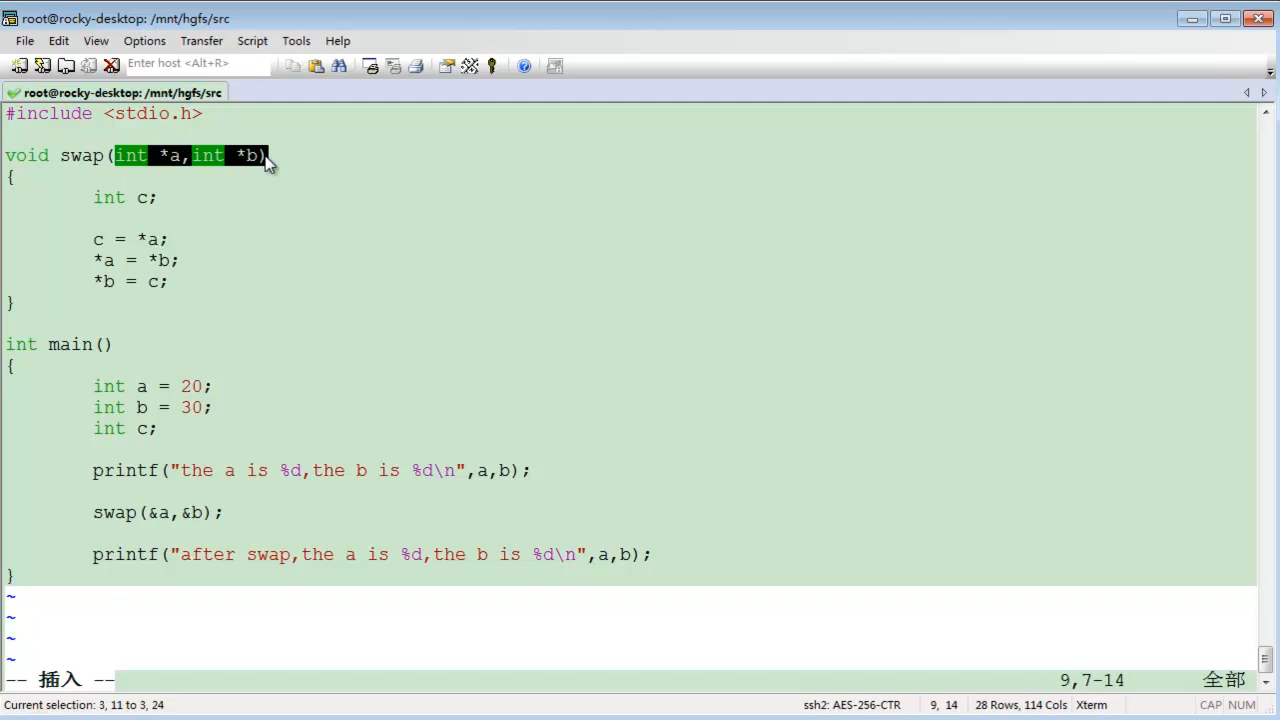 root@rocky-desktop: /mnt/hgfs/src
File Edit View Options Transfer Script Tools Help
Enter host <Alt+R>
root@rocky-desktop: /mnt/hgfs/src
#include <stdio.h>
void swap(int *a,int *b)
{
int c;
c = *a;
*a = *b;
*b = c;
}
int main()
{
int a = 20;
int b = 30;
int c;
printf("the a is %d,the b is %d\n",a,b);
swap(&a,&b);
printf("after swap,the a is %d,the b is %d\n",a,b);
}
~
~
~
~
-- 插入 -- 9,7-14 全部
Current selection: 3, 11 to 3, 24 ssh2: AES-256-CTR 9, 14 28 Rows, 114 Cols Xterm CAP NUM